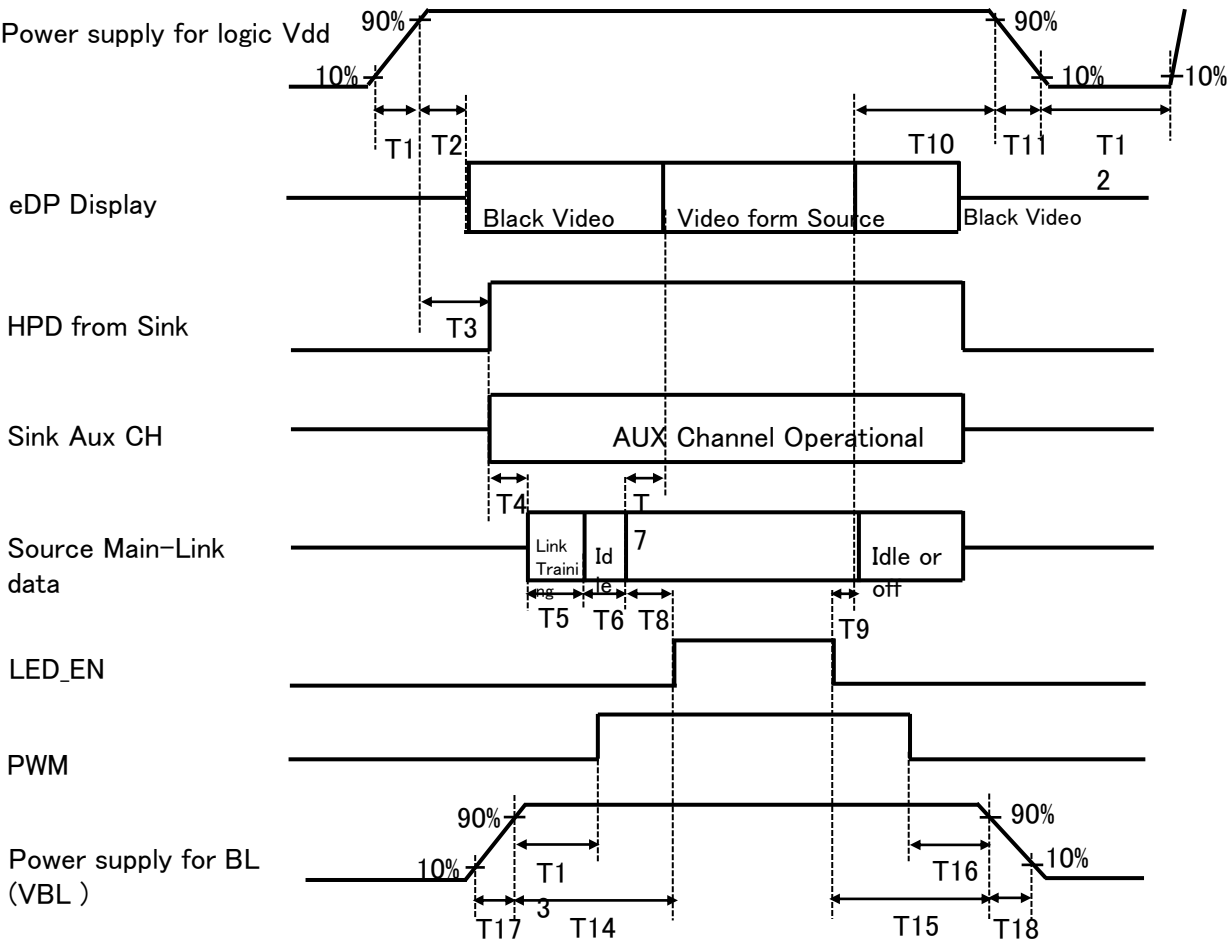 Power supply for logic Vdd
90%
90%
10%
10%
10%
T1
T2
T10
T11
T1
2
eDP Display
Black Video
Video form Source
Black Video
HPD from Sink
T3
Sink Aux CH
AUX Channel Operational
T4
T
7
Source Main-Link
data
Link
Traini
ng
Id
le
Idle or
off
T5
T6
T8
T9
LED_EN
PWM
90%
90%
Power supply for BL
(VBL )
10%
10%
T1
3
T16
T17
T14
T15
T18